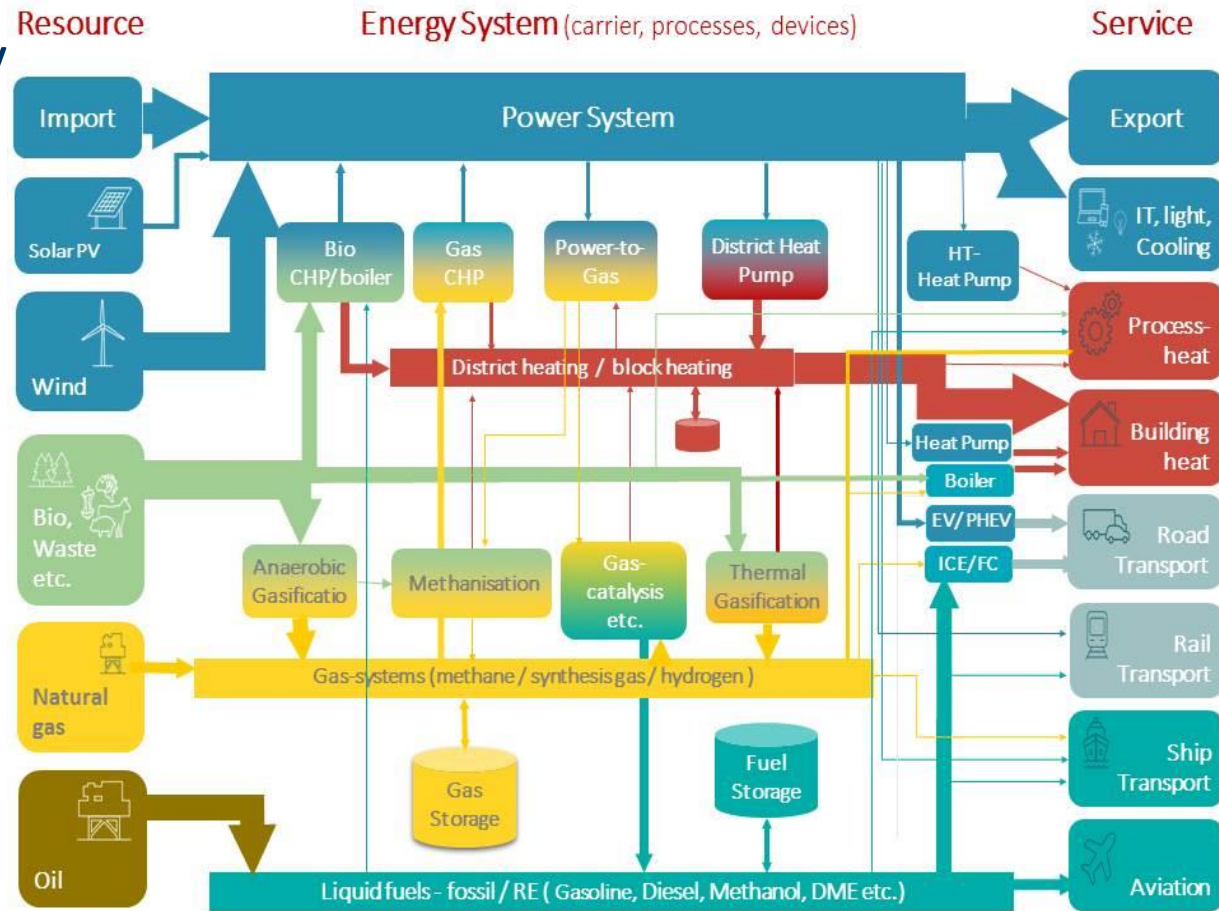 Resource
Energy System (carrier, processes, devices)
Service
Import
Power System
Export
Solar PV
IT, light,
Cooling
Bio
CHP/ boiler
Gas
CHP
Power-to-
Gas
District Heat
Pump
HT-
Heat Pump
Wind
District heating / block heating
Process-
heat
Heat Pump
Building
heat
Boiler
Bio,
Waste
etc.
EV/ PHEV
Road
Transport
ICE/FC
Anaerobic
Gasificatio
Methanisation
Gas-
catalysis
etc.
Thermal
Gasification
Rail
Transport
Natural
gas
Gas-systems (methane / synthesis gas / hydrogen )
Ship
Transport
Gas
Storage
Fuel
Storage
Oil
Liquid fuels - fossil / RE ( Gasoline, Diesel, Methanol, DME etc.)
Aviation